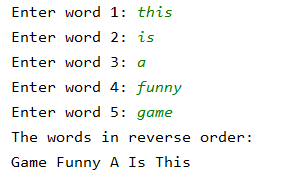 Enter word 1: this
Enter word 2: is
Enter word 3: a
Enter word 4: funny
Enter word 5: game
The words in reverse order:
Game Funny A Is This